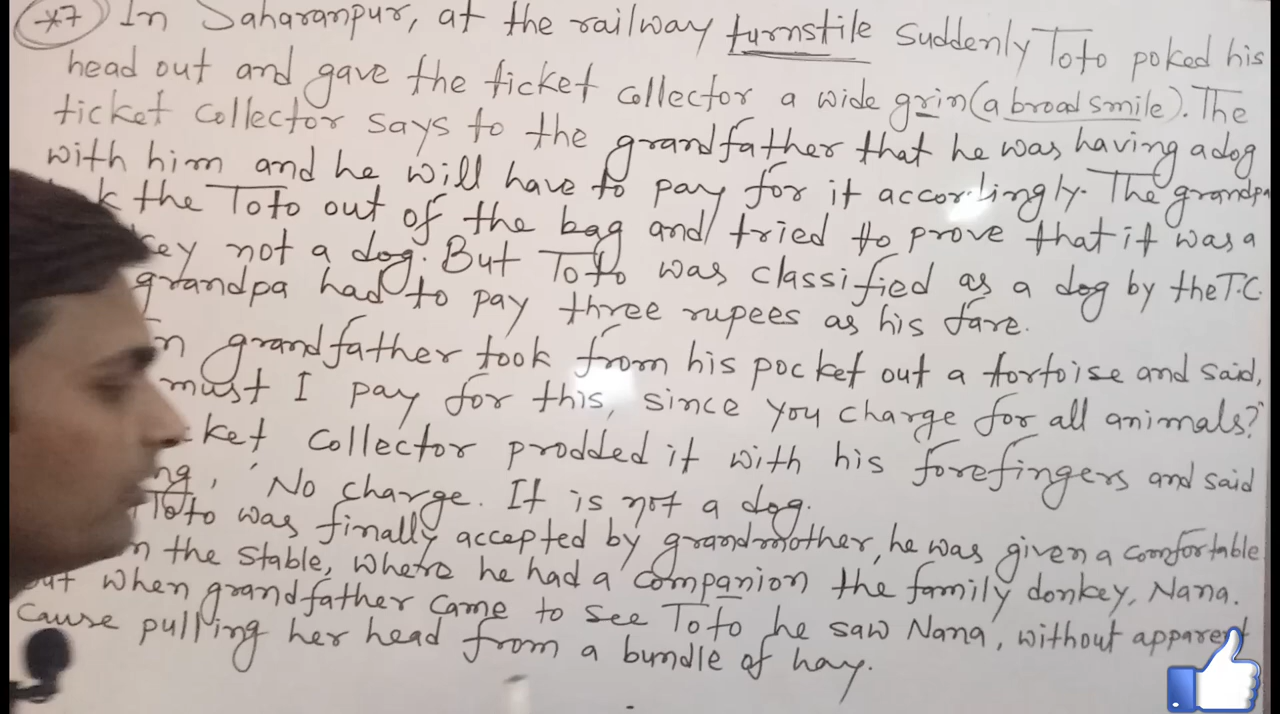 *7 In Saharanpur, at the railway turnstile suddenly Toto poked his
head out and gave the ticket collector a wide grin (a broad smile). The
ticket collector says to the grandfather that he was having a dog
with him and he will have to pay for it accordingly. The grandpa
k the Toto out of the bag and tried to prove that it was a
key not a dog. But Toto was classified as a dog by the T.C.
grandpa had to pay three rupees as his fare.
n grandfather took from his pocket out a tortoise and said,
must I pay for this, since you charge for all animals?"
ket collector prodded it with his forefingers and said
ng, 'No charge. It is not a dog.
Toto was finally accepted by grandmother, he was given a comfortable
n the stable, where he had a companion the family donkey, Nana.
but when grandfather came to see Toto he saw Nana, without apparent
cause pulling her head from a bundle of hay.